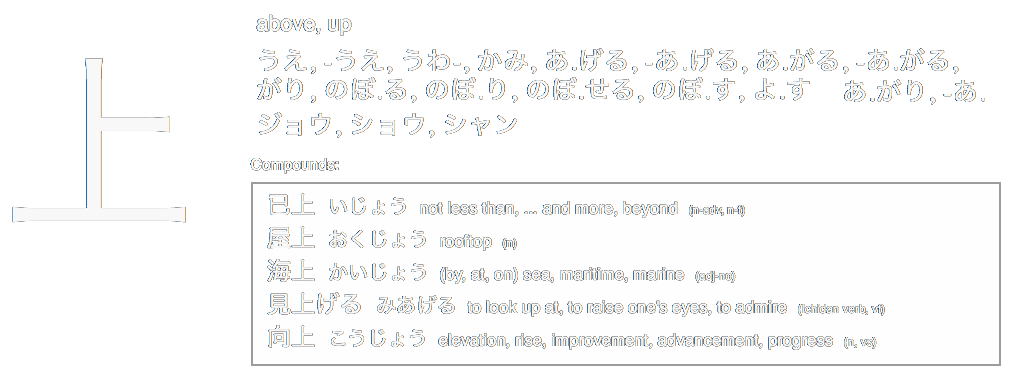 上
above, up
うえ, -うえ, うわ-, かみ, あ.げる, -あ.げる, あ.がる, -あ.がる,
がり, のぼ.る, のぼ.り, のぼ.せる, のぼ.す, よ.す あ.がり, -あ.
ジョウ, ショウ, シャン
Compounds:
已上 いじょう not less than, ... and more, beyond (n-adv, n-t)
屋上 おくじょう rooftop (n)
海上 かいじょう (by, at, on) sea, maritime, marine (adj-no)
見上げる みあげる to look up at, to raise one's eyes, to admire (Ichidan verb, vt)
向上 こうじょう elevation, rise, improvement, advancement, progress (n, vs)